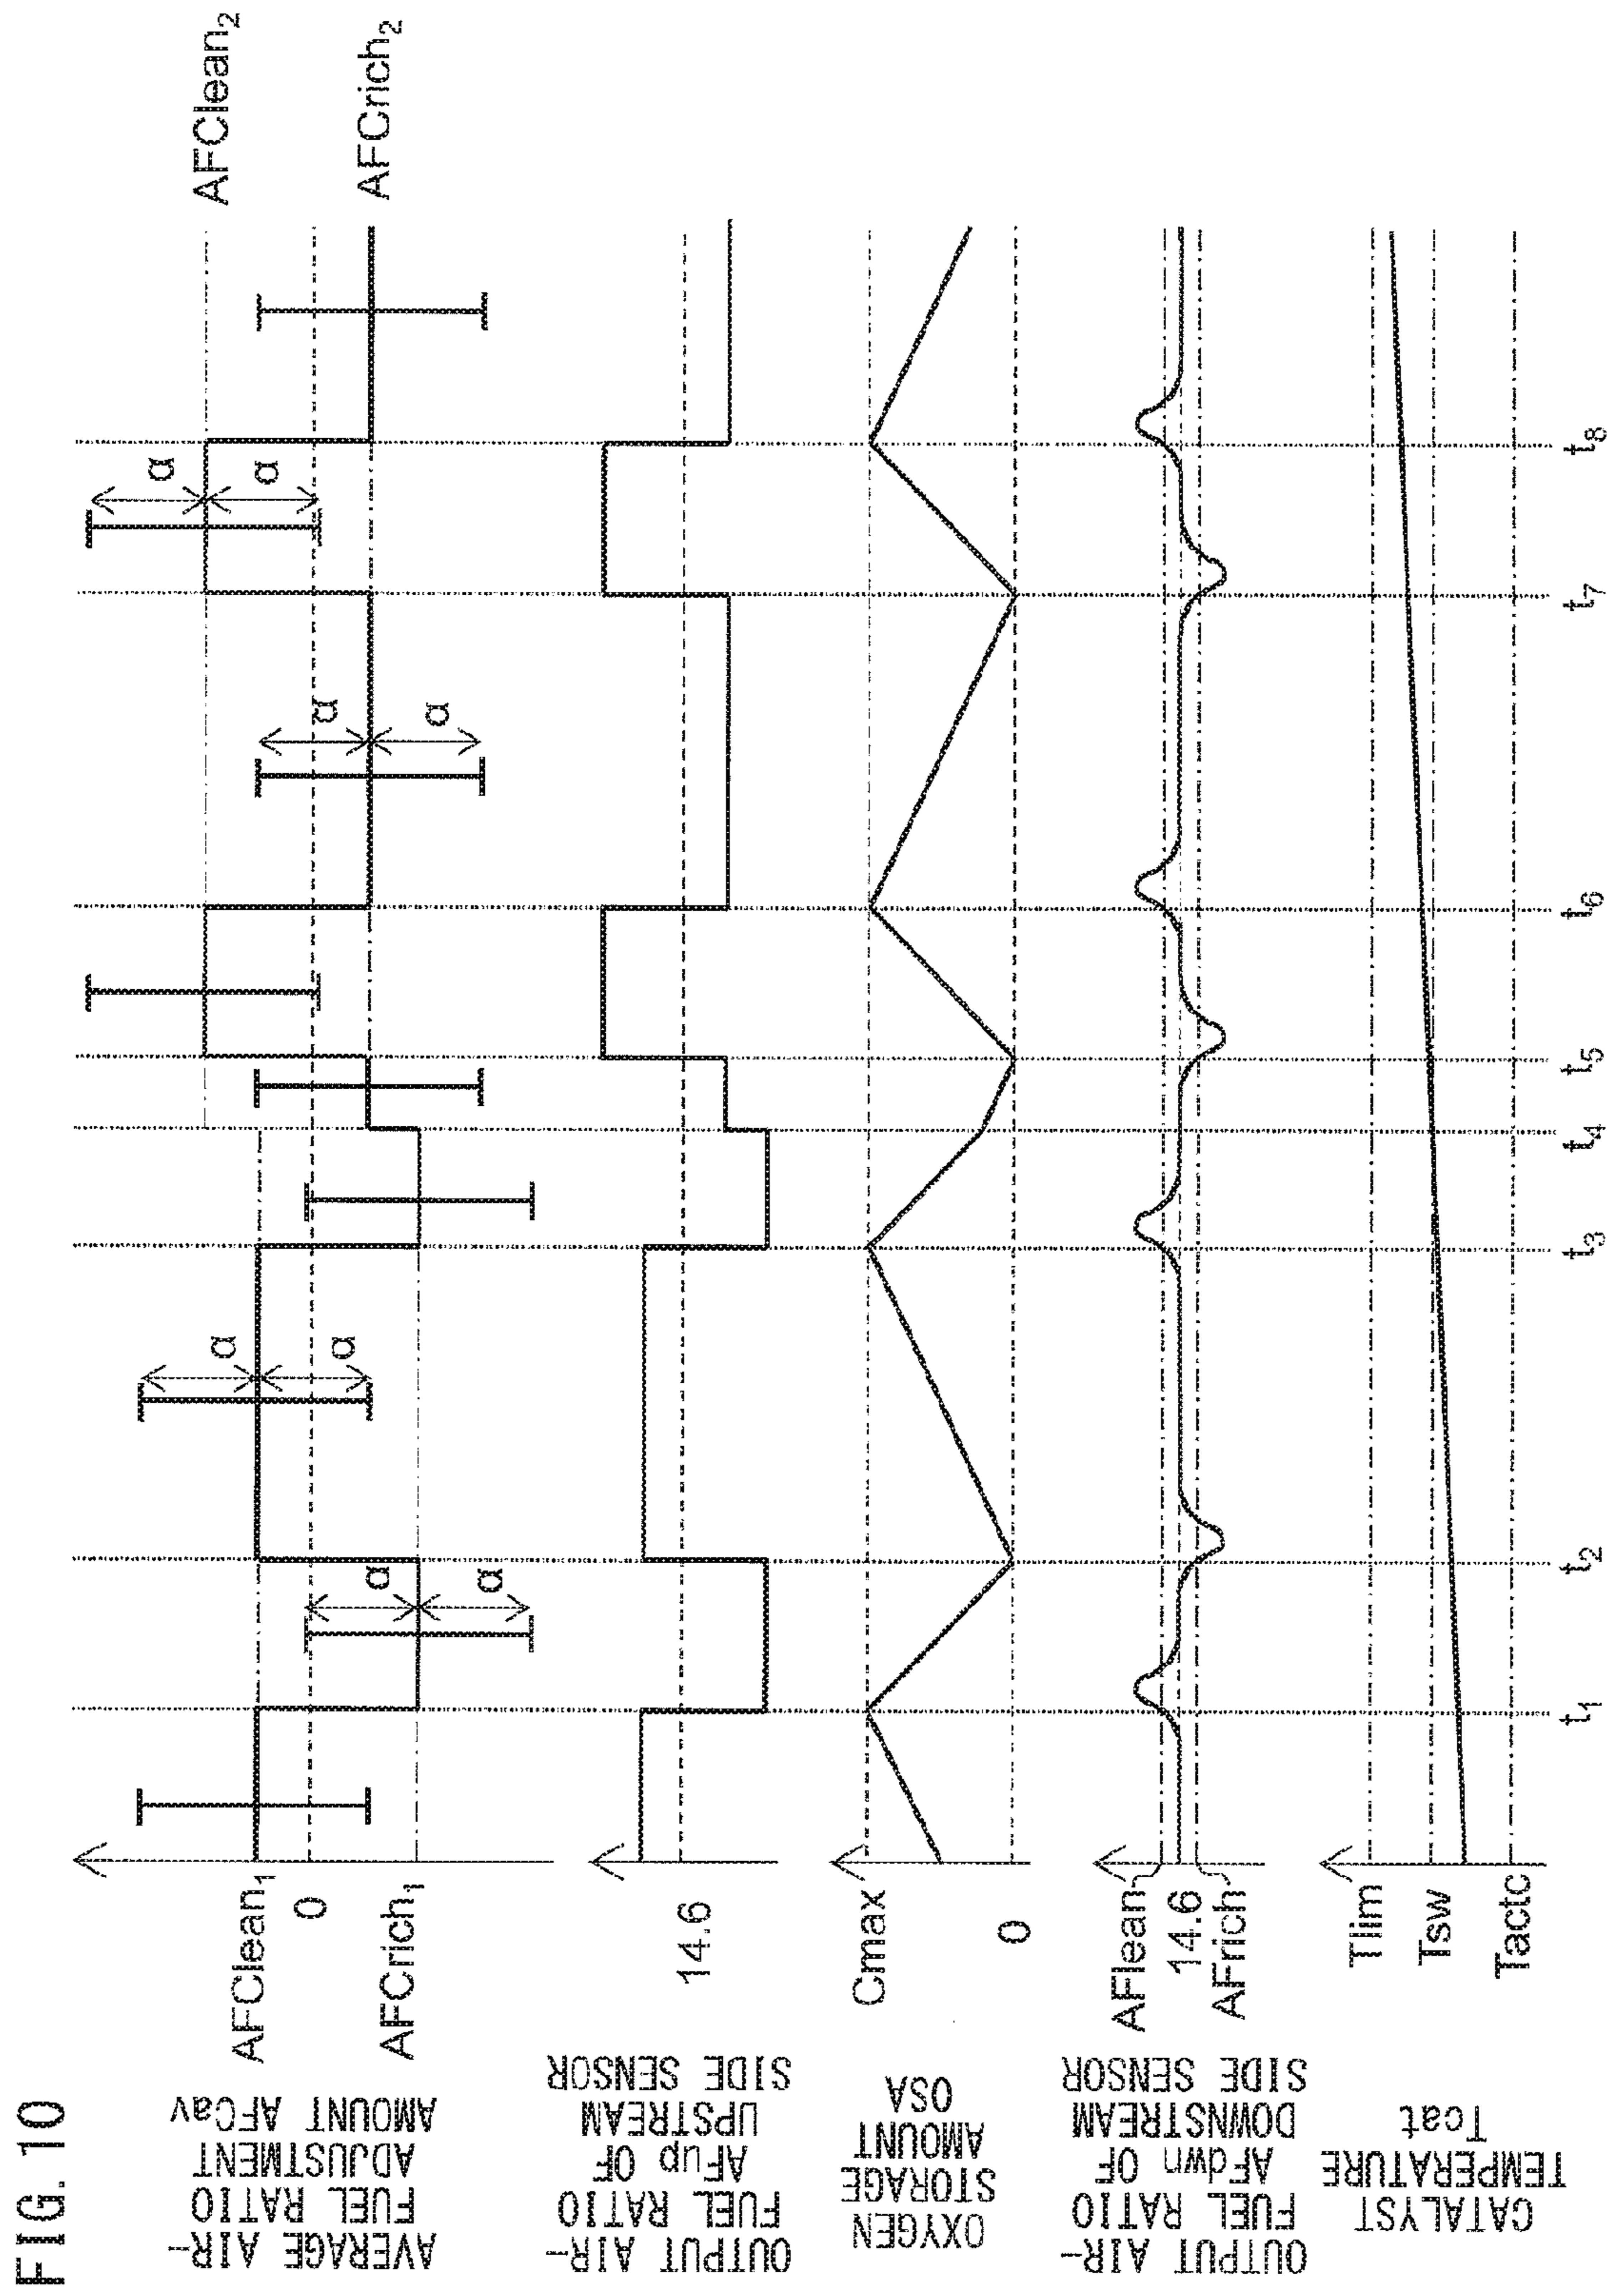 FIG. 10
AFClean₂
AFCrich₂
AVERAGE AIR-
FUEL RATIO
ADJUSTMENT
AMOUNT AFCav
AFClean₁
0
AFCrich₁
α
α
α
α
α
α
α
α
OUTPUT AIR-
FUEL RATIO
AFup OF
UPSTREAM
SIDE SENSOR
14.6
OXYGEN
STORAGE
AMOUNT
OSA
Cmax
0
OUTPUT AIR-
FUEL RATIO
AFdwn OF
DOWNSTREAM
SIDE SENSOR
AFlean
14.6
AFrich
CATALYST
TEMPERATURE
Tcat
Tlim
Tsw
Tactc
t₁ t₂ t₃ t₄ t₅ t₆ t₇ t₈